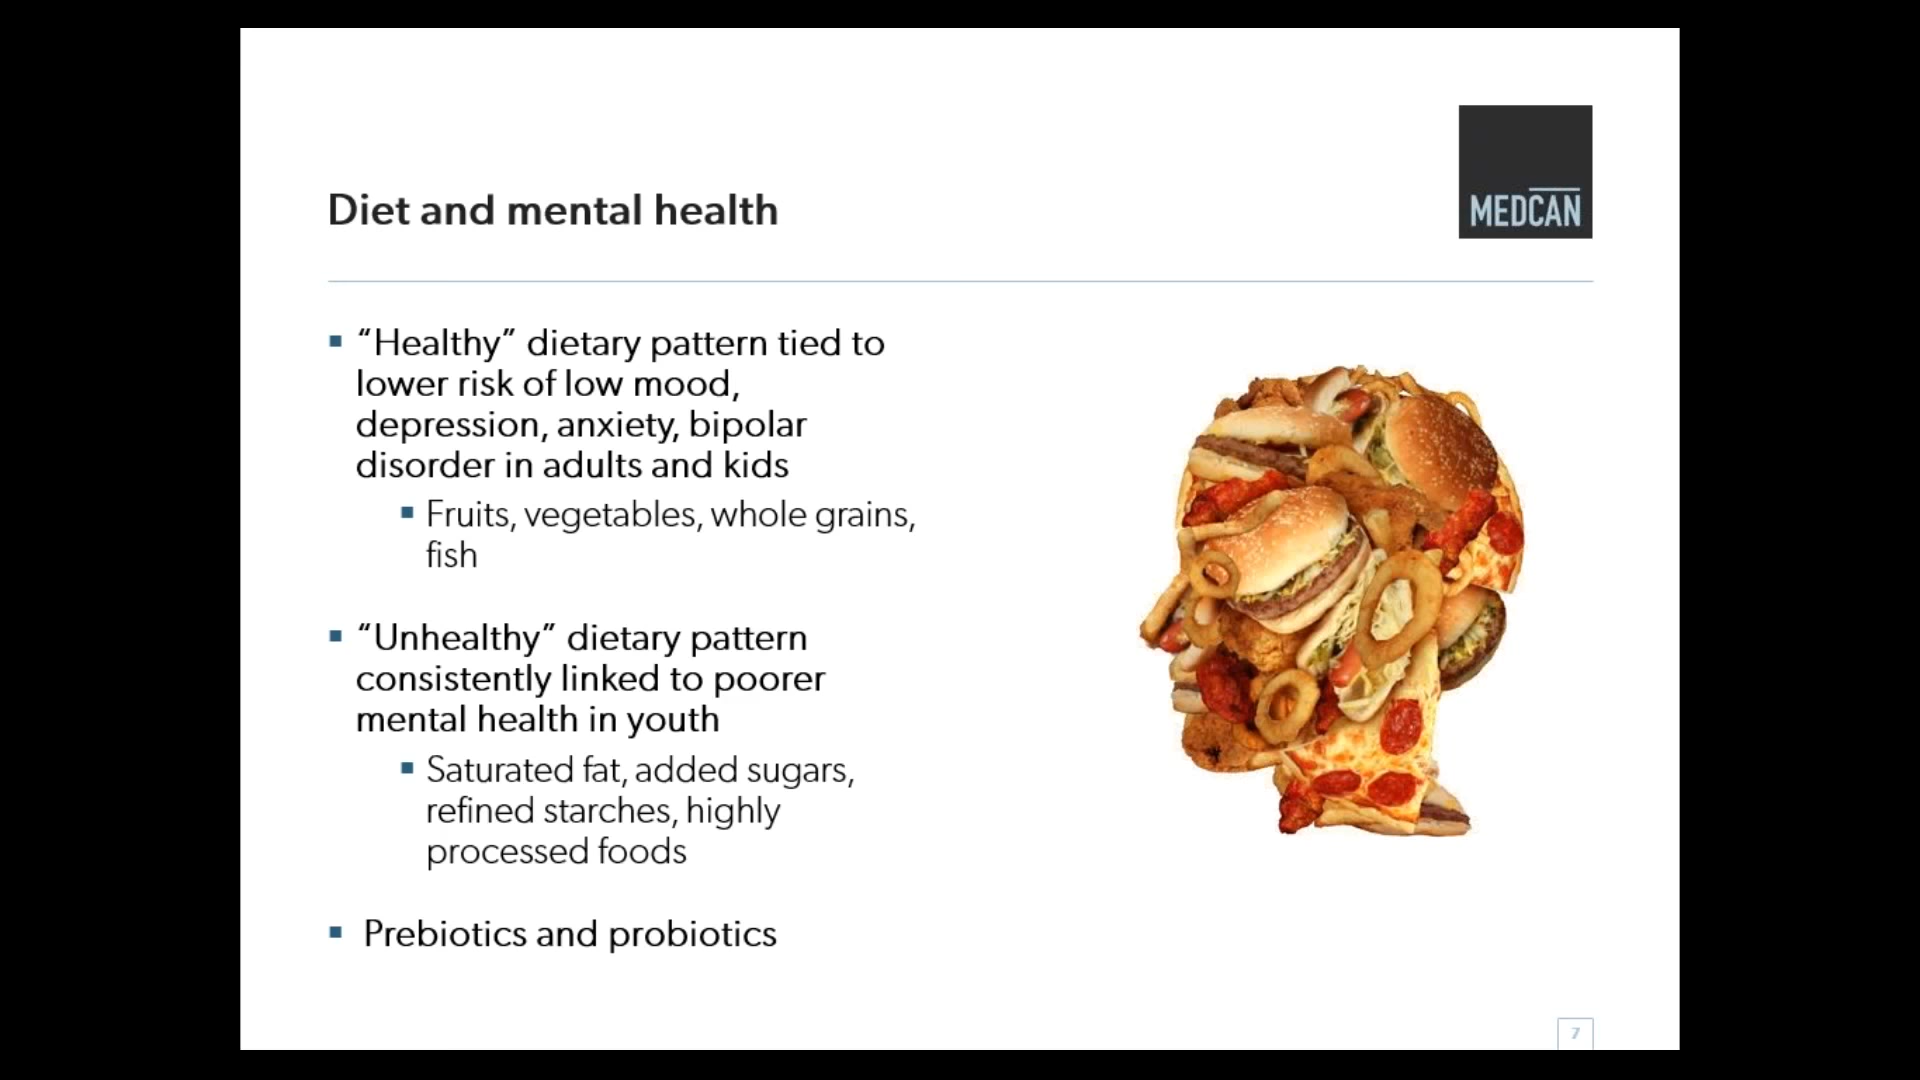 Diet and mental health
MEDCAN
▪ “Healthy” dietary pattern tied to
lower risk of low mood,
depression, anxiety, bipolar
disorder in adults and kids
▪ Fruits, vegetables, whole grains,
fish
▪ “Unhealthy” dietary pattern
consistently linked to poorer
mental health in youth
▪ Saturated fat, added sugars,
refined starches, highly
processed foods
▪ Prebiotics and probiotics
7